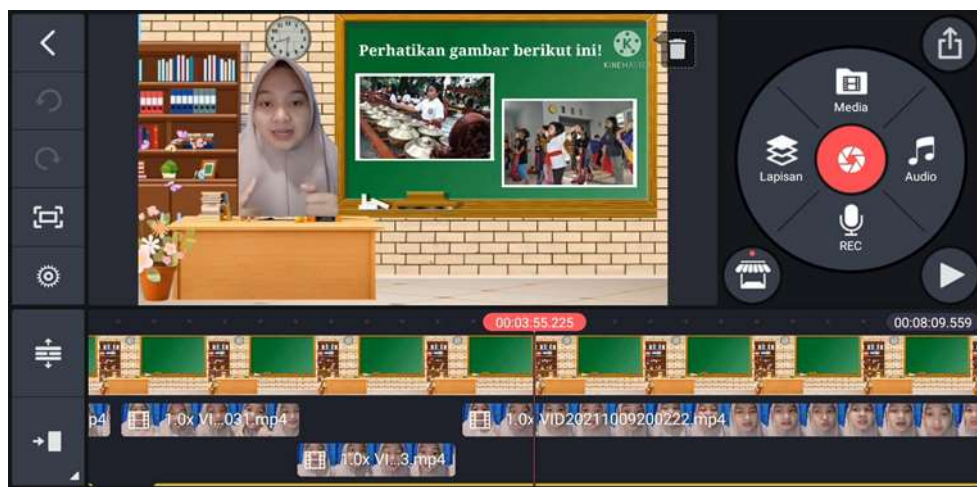 Perhatikan gambar berikut ini!
KINEMASTER
Media
Lapisan
Audio
REC
00:03:55.225
00:08:09.559
p4
1.0x VI...031.mp4
1.0x VID20211009200222.mp4
1.0x VI...3.mp4